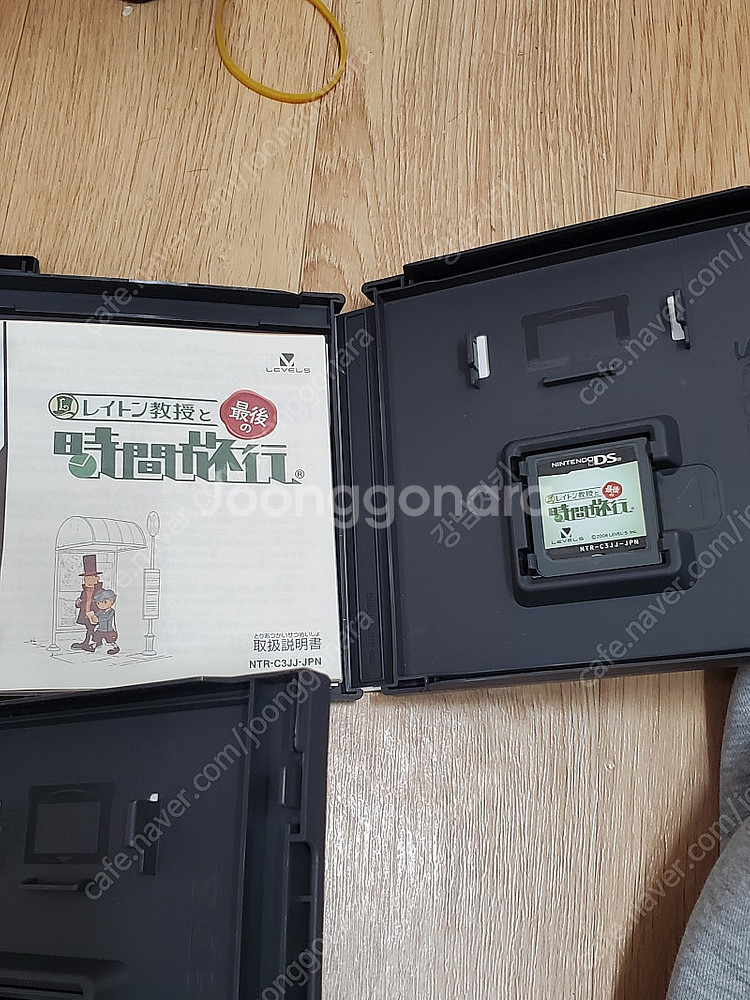 LEVEL5
レイトン教授と
最後の
時間旅行®
とりあつかいせつめいしょ
取扱説明書
NTR-C3JJ-JPN
NINTENDO DS
レイトン教授と
最後の
時間旅行
LEVEL5
© 2008 LEVEL-5 Inc.
NTR-C3JJ-JPN
Joonggonara
cafe.naver.com/joonggonara